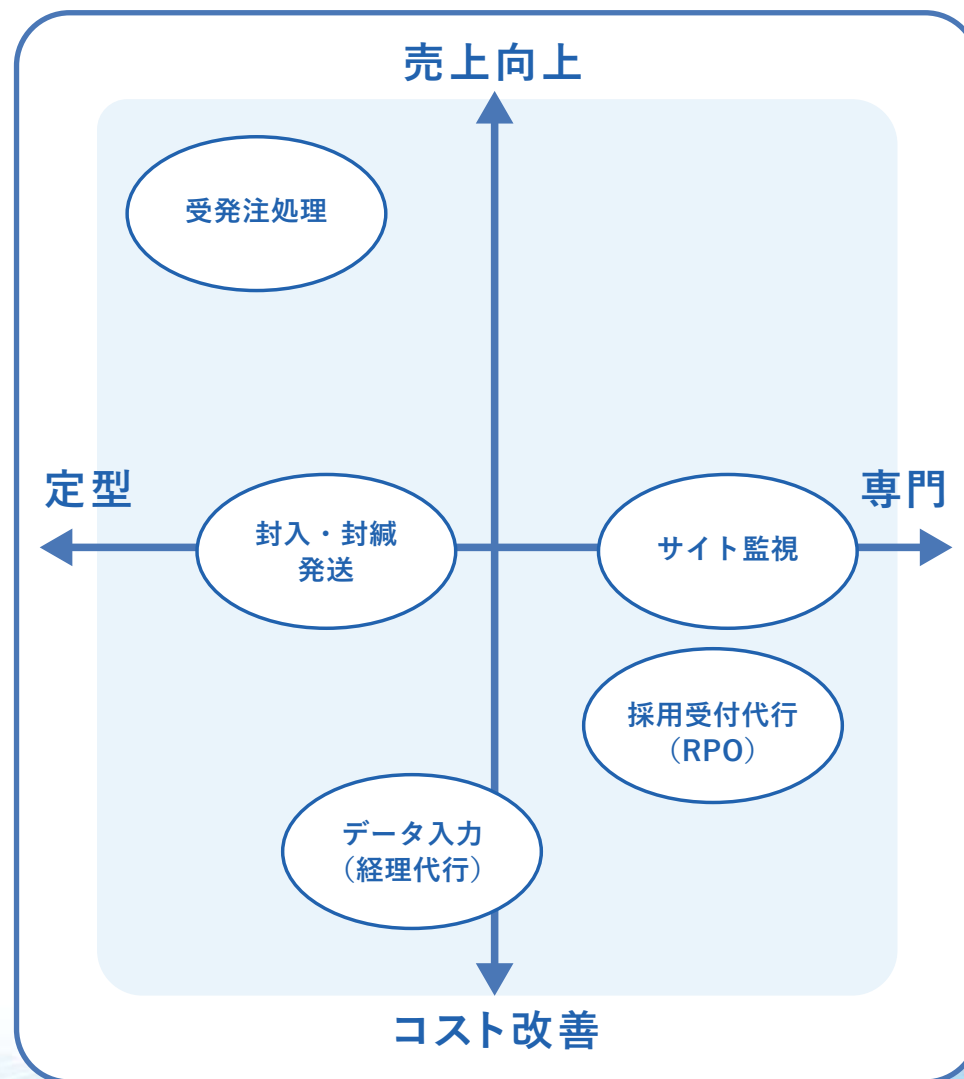 売上向上
受発注処理
定型
専門
封入・封緘
発送
サイト監視
採用受付代行
（RPO）
データ入力
（経理代行）
コスト改善